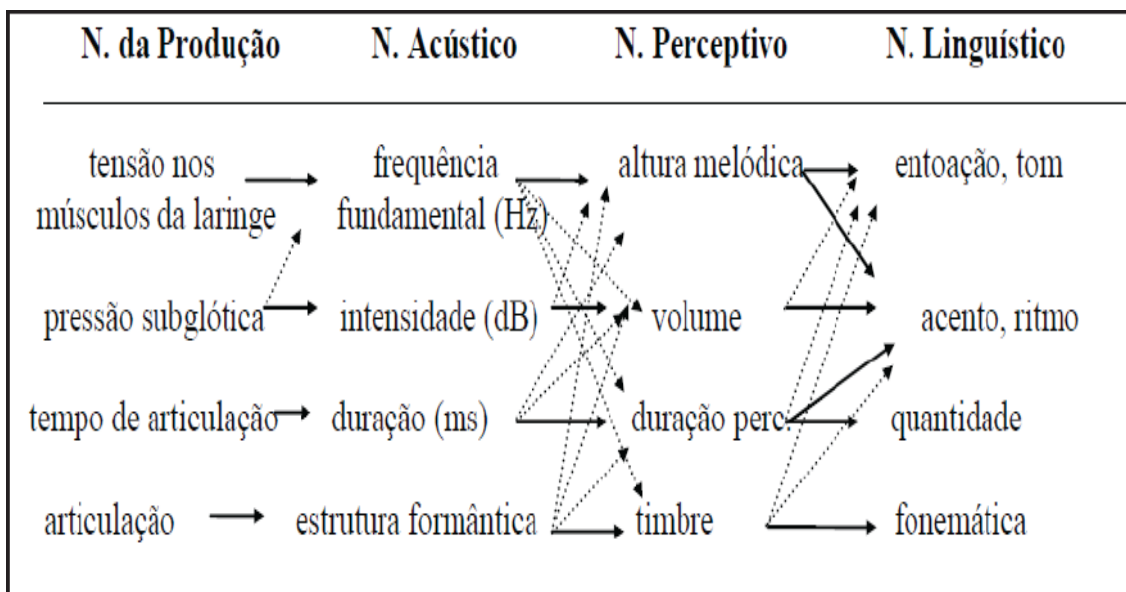 N. da Produção N. Acústico N. Perceptivo N. Linguístico
tensão nos frequência altura melódica entoação, tom
músculos da laringe fundamental (Hz)
pressão subglótica intensidade (dB) volume acento, ritmo
tempo de articulação duração (ms) duração perc. quantidade
articulação estrutura formântica timbre fonemática